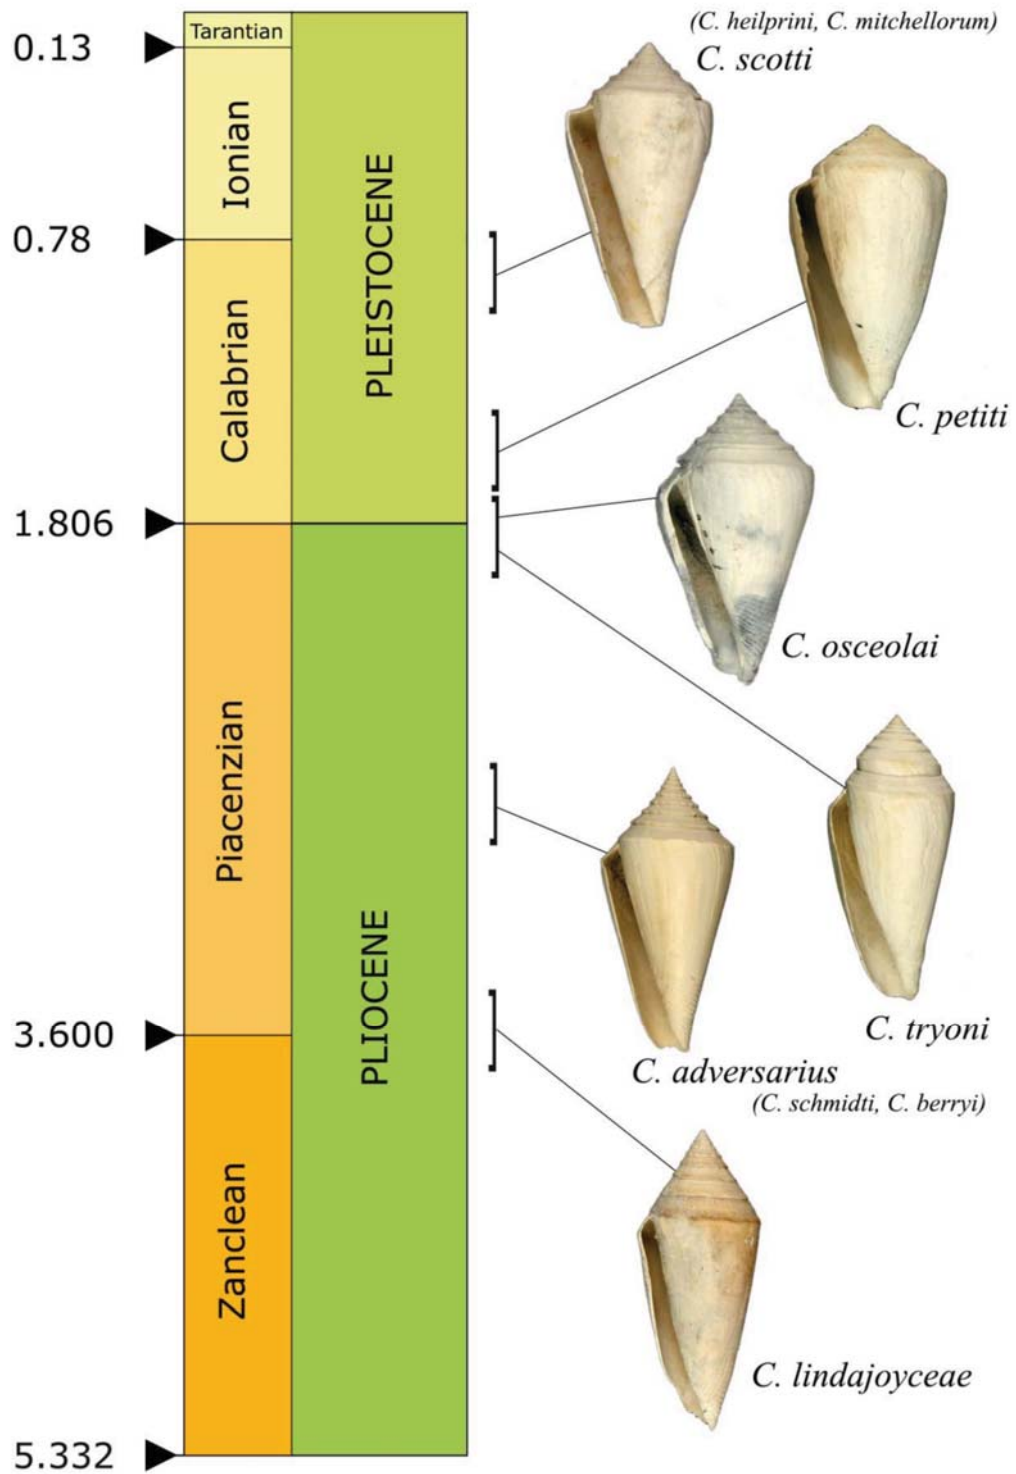 0.13
0.78
1.806
3.600
5.332
Tarantian
Ionian
Calabrian
Piacenzian
Zanclean
PLEISTOCENE
PLIOCENE
(C. heilprini, C. mitchellorum)
C. scotti
C. petiti
C. osceolai
C. tryoni
C. adversarius
(C. schmidti, C. berryi)
C. lindajoyceae